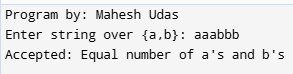 Program by: Mahesh Udas
Enter string over {a,b}: aaabbb
Accepted: Equal number of a's and b's